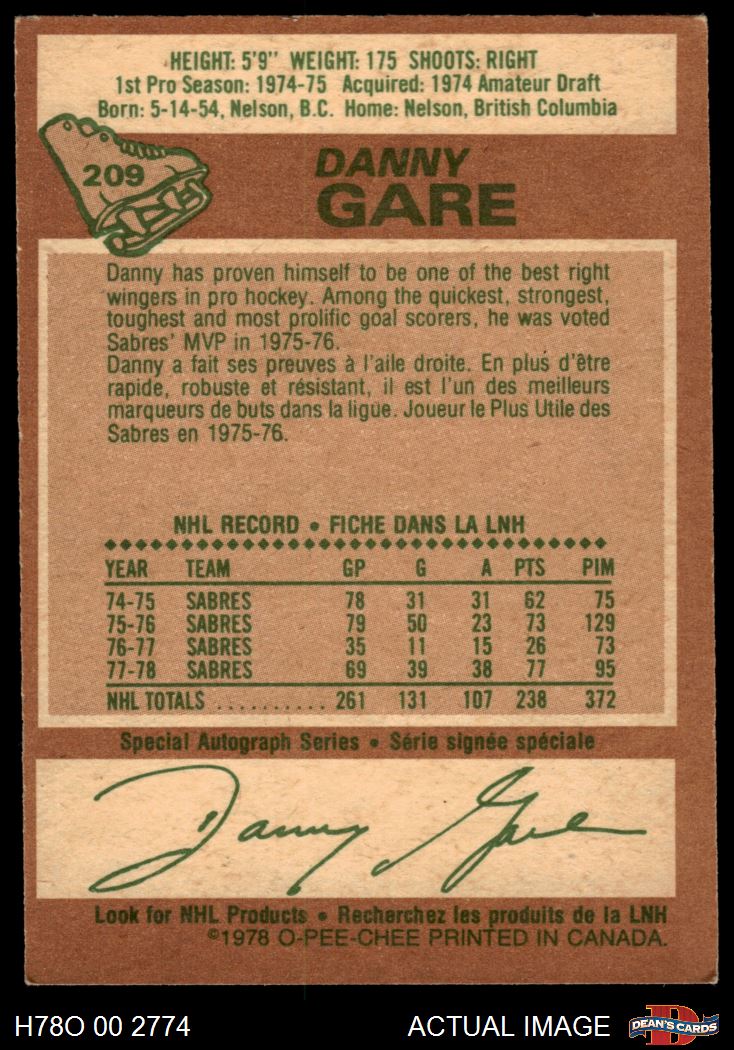 HEIGHT: 5'9" WEIGHT: 175 SHOOTS: RIGHT
1st Pro Season: 1974-75 Acquired: 1974 Amateur Draft
Born: 5-14-54, Nelson, B.C. Home: Nelson, British Columbia
209
DANNY
GARE
Danny has proven himself to be one of the best right
wingers in pro hockey. Among the quickest, strongest,
toughest and most prolific goal scorers, he was voted
Sabres' MVP in 1975-76.
Danny a fait ses preuves à l'aile droite. En plus d'être
rapide, robuste et résistant, il est l'un des meilleurs
marqueurs de buts dans la ligue. Joueur le Plus Utile des
Sabres en 1975-76.
NHL RECORD • FICHE DANS LA LNH
YEAR TEAM GP G A PTS PIM
74-75 SABRES 78 31 31 62 75
75-76 SABRES 79 50 23 73 129
76-77 SABRES 35 11 15 26 73
77-78 SABRES 69 39 38 77 95
NHL TOTALS .......... 261 131 107 238 372
Special Autograph Series • Série signée spéciale
Danny Gare
Look for NHL Products • Recherchez les produits de la LNH
©1978 O-PEE-CHEE PRINTED IN CANADA.
H78O 00 2774 ACTUAL IMAGE D DEAN'S CARDS